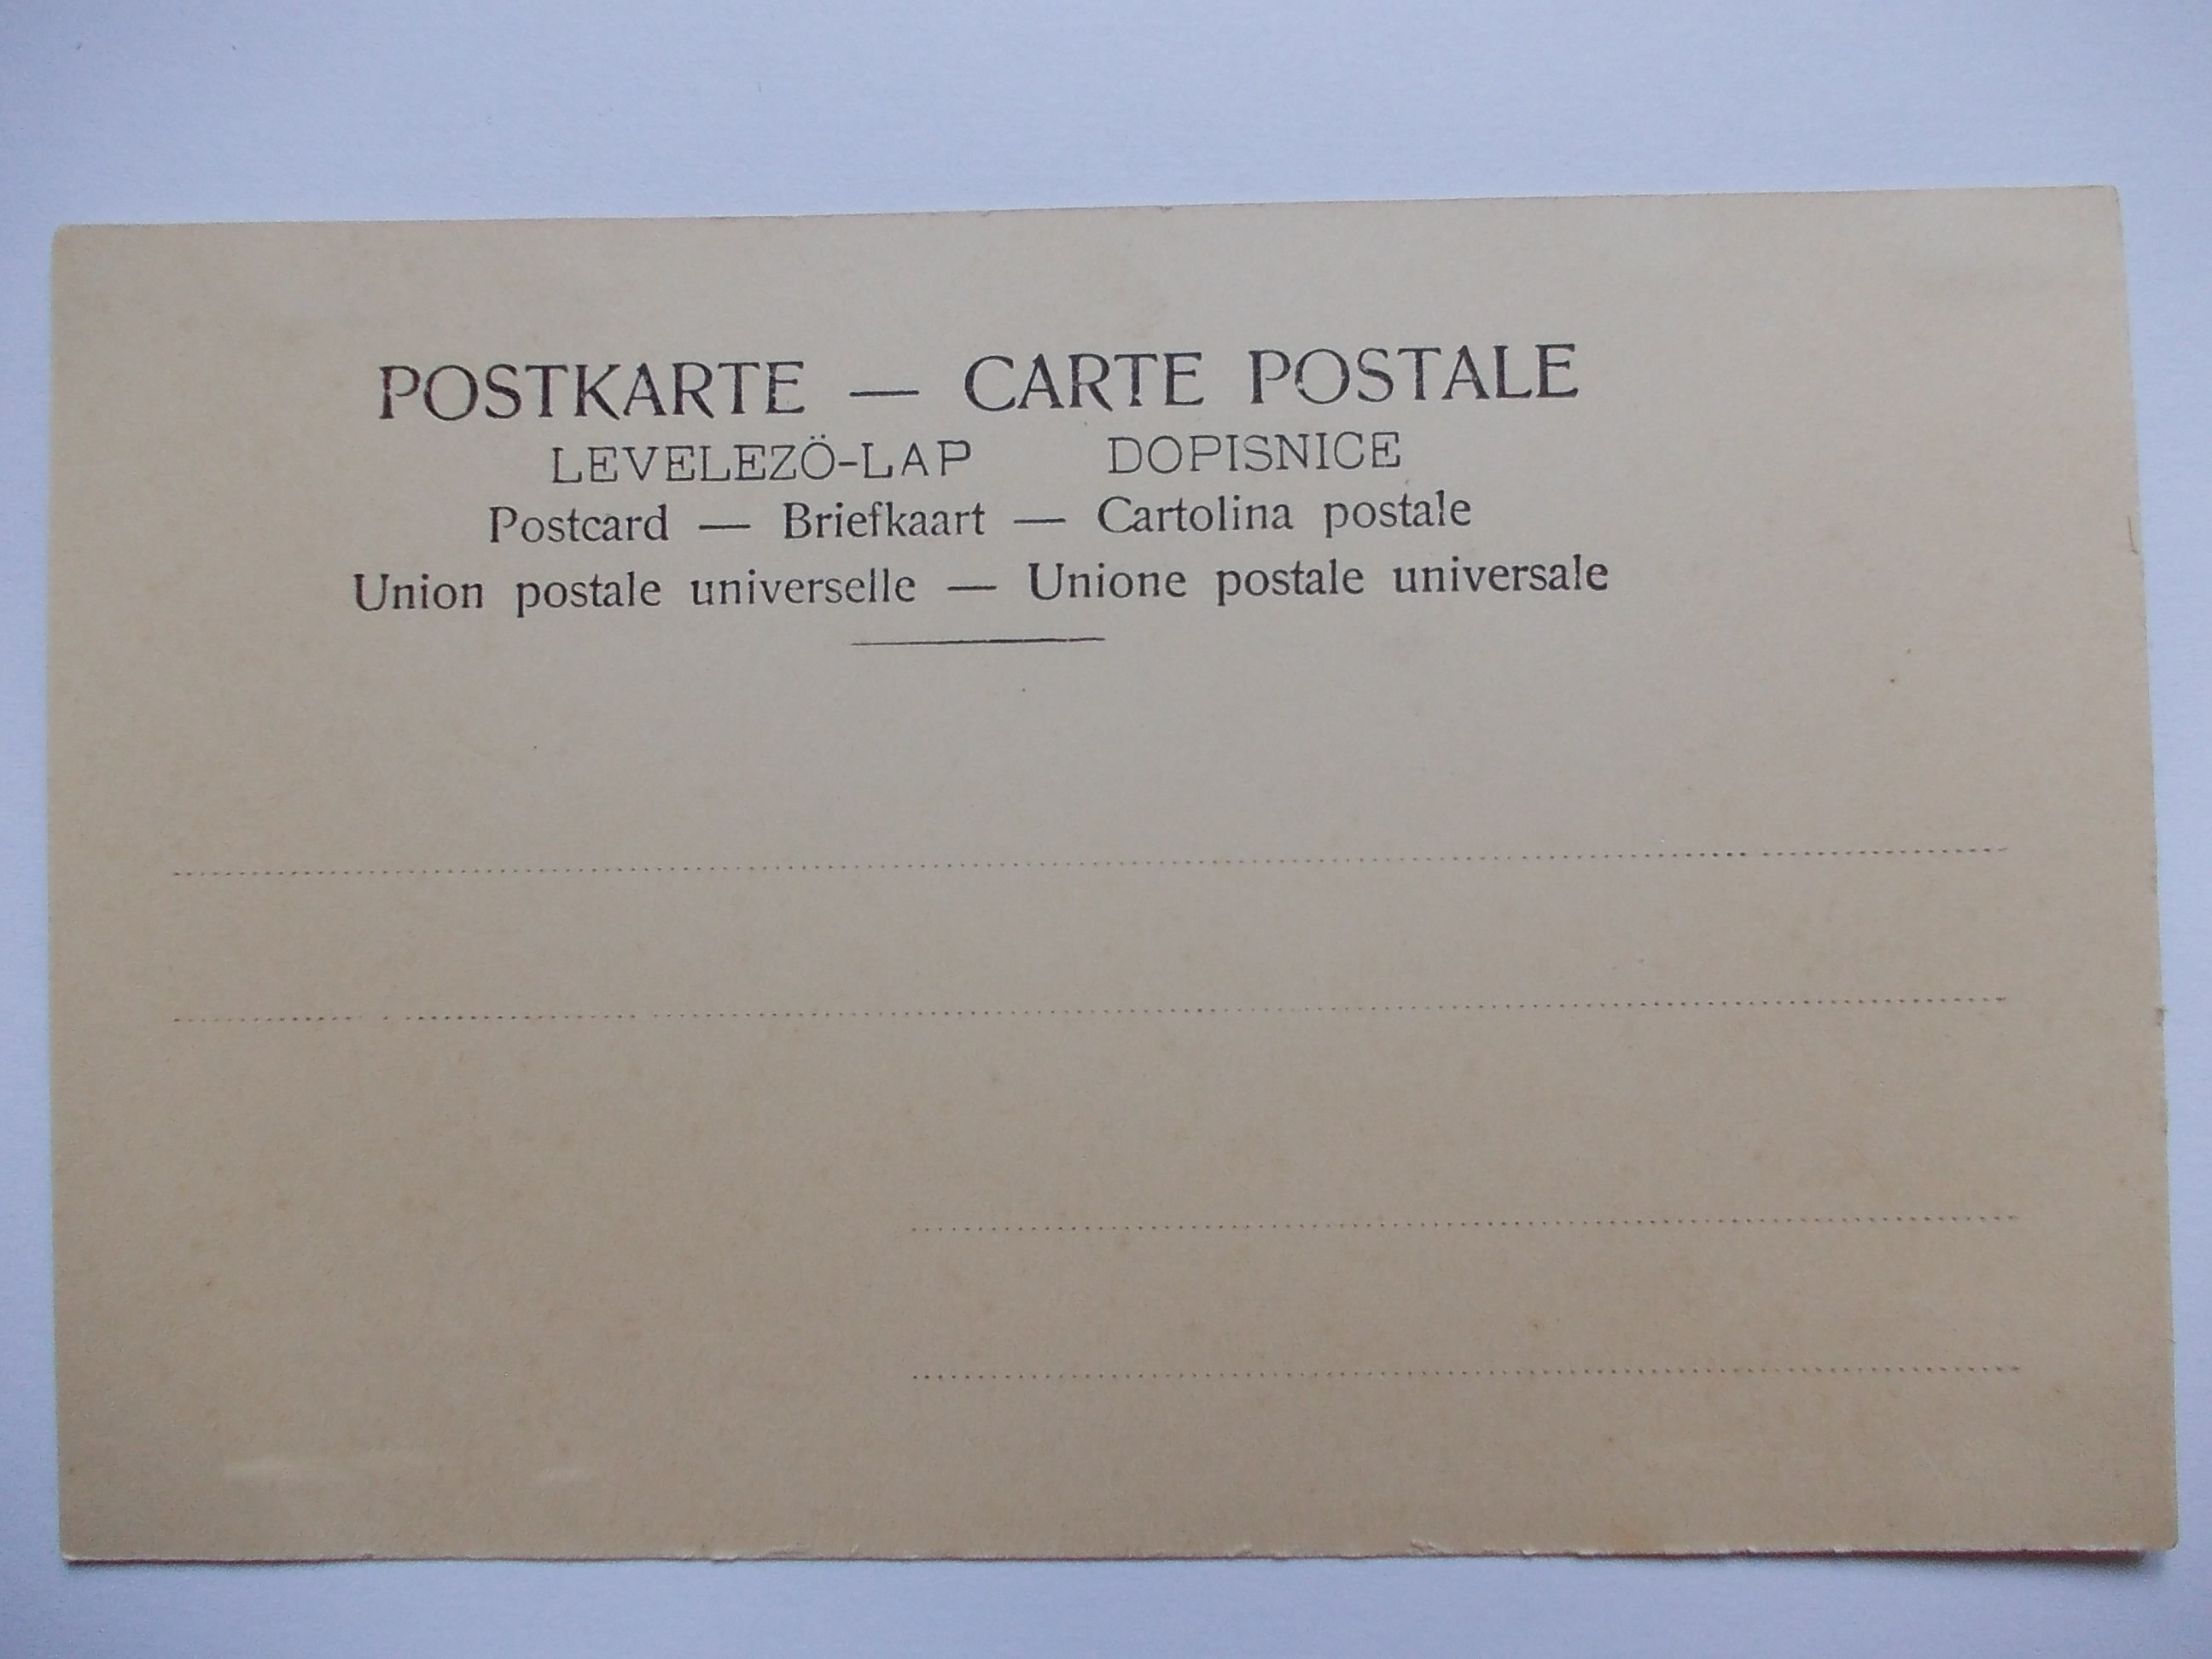 POSTKARTE — CARTE POSTALE
LEVELEZÖ-LAP DOPISNICE
Postcard — Briefkaart — Cartolina postale
Union postale universelle — Unione postale universale